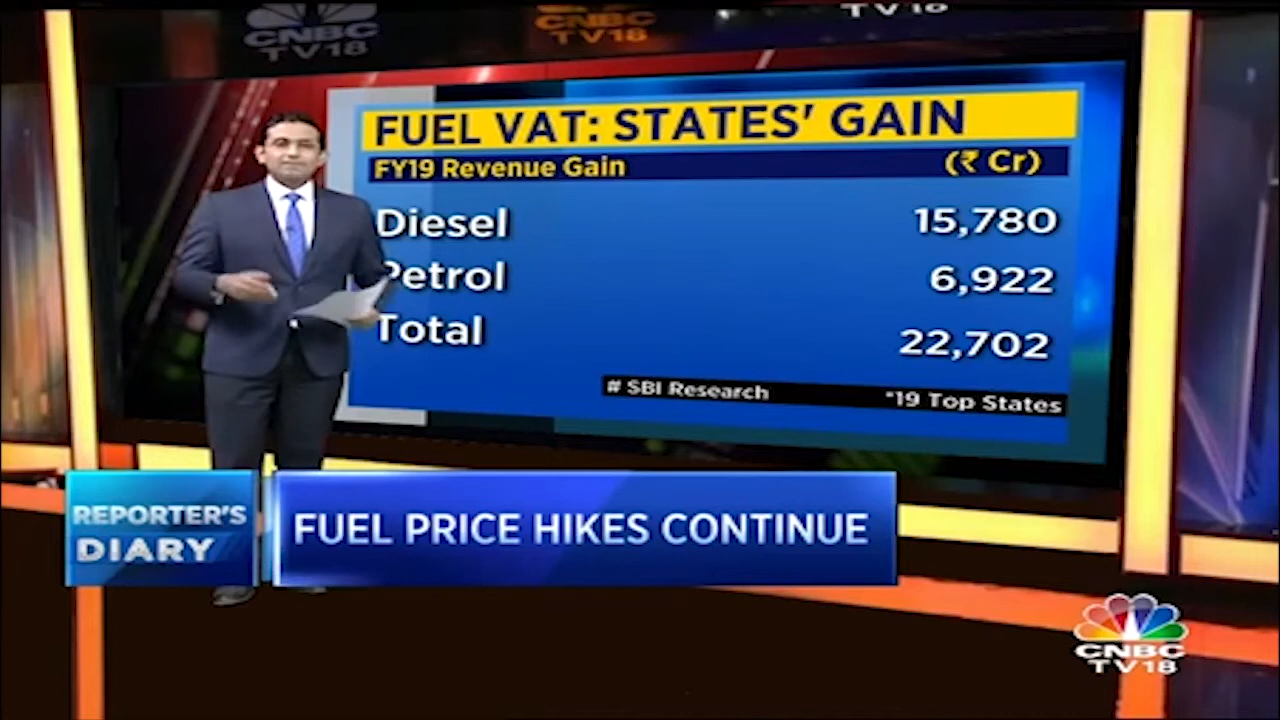 CNBC
TV18
CNBC
TV18
TV18
FUEL VAT: STATES' GAIN
FY19 Revenue Gain (₹ Cr)
Diesel 15,780
Petrol 6,922
Total 22,702
# SBI Research *19 Top States
REPORTER'S
DIARY
FUEL PRICE HIKES CONTINUE
CNBC
TV18